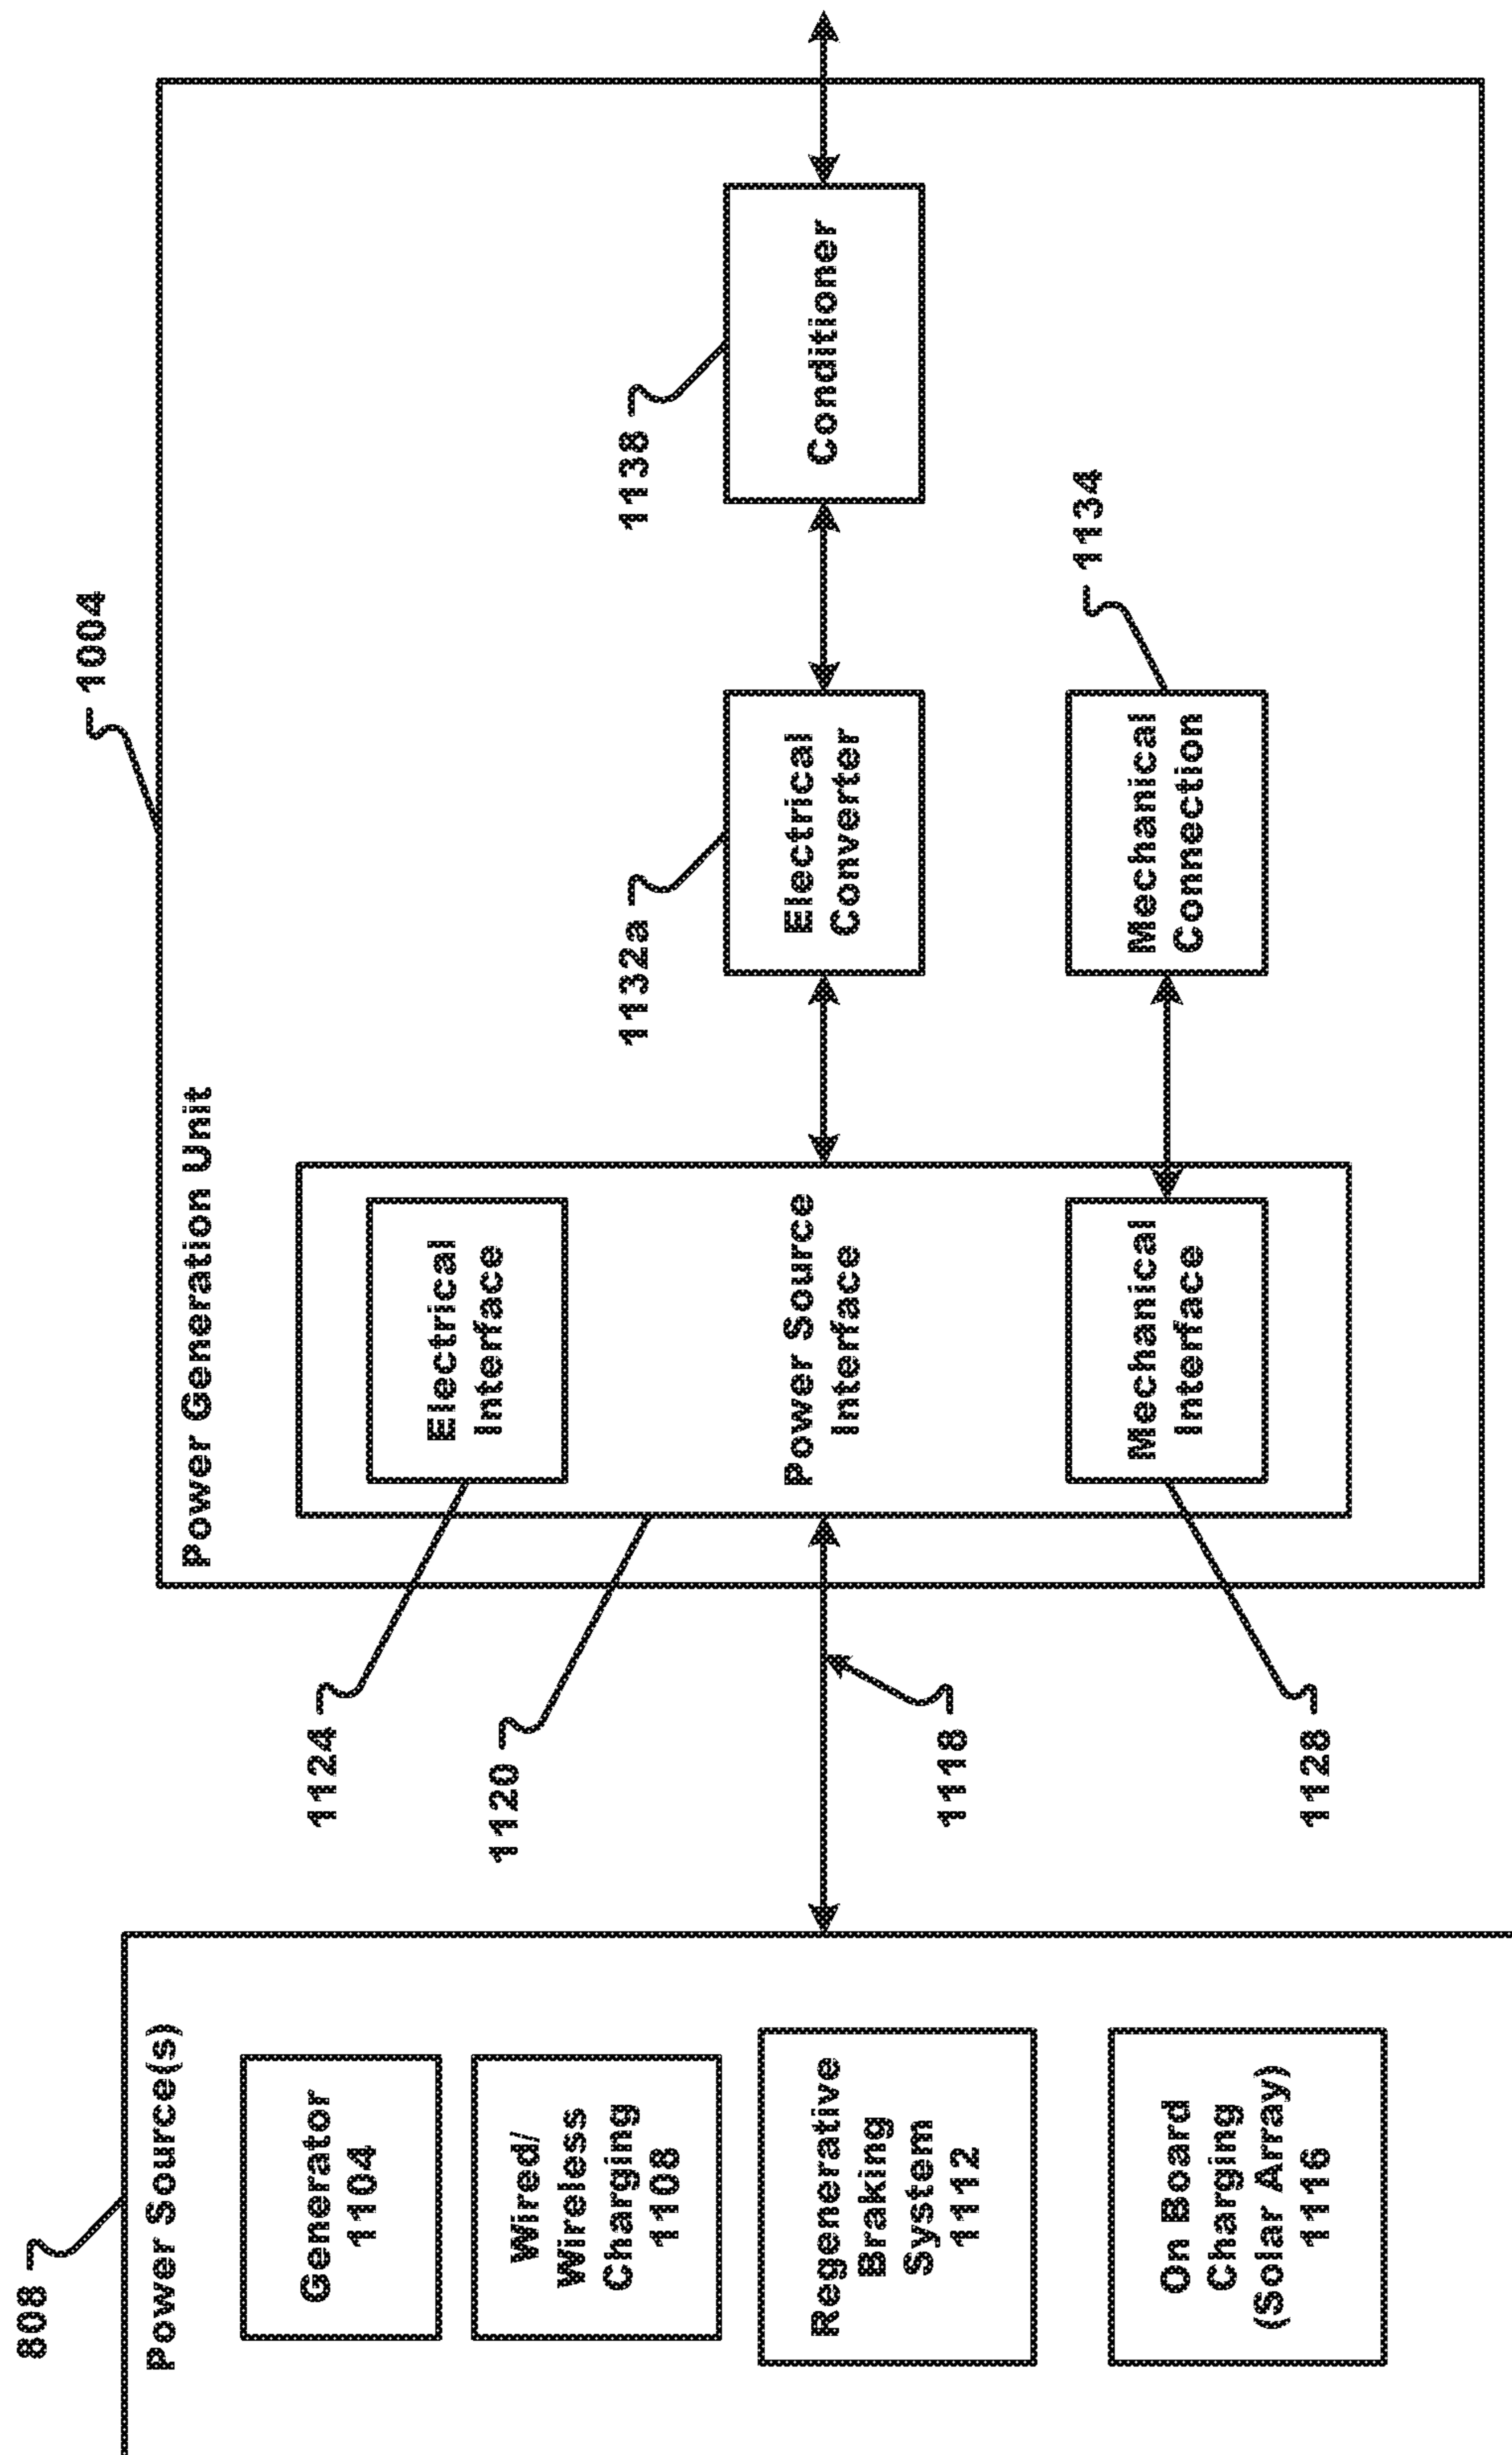 808
Power Source(s)
Generator
1104
Wired/
Wireless
Charging
1108
Regenerative
Braking
System
1112
On Board
Charging
(Solar Array)
1116
1124
1120
1118
1128
1004
Power Generation Unit
Electrical
Interface
Power Source
Interface
Mechanical
Interface
1132a
Electrical
Converter
Mechanical
Connection
1134
1138
Conditioner